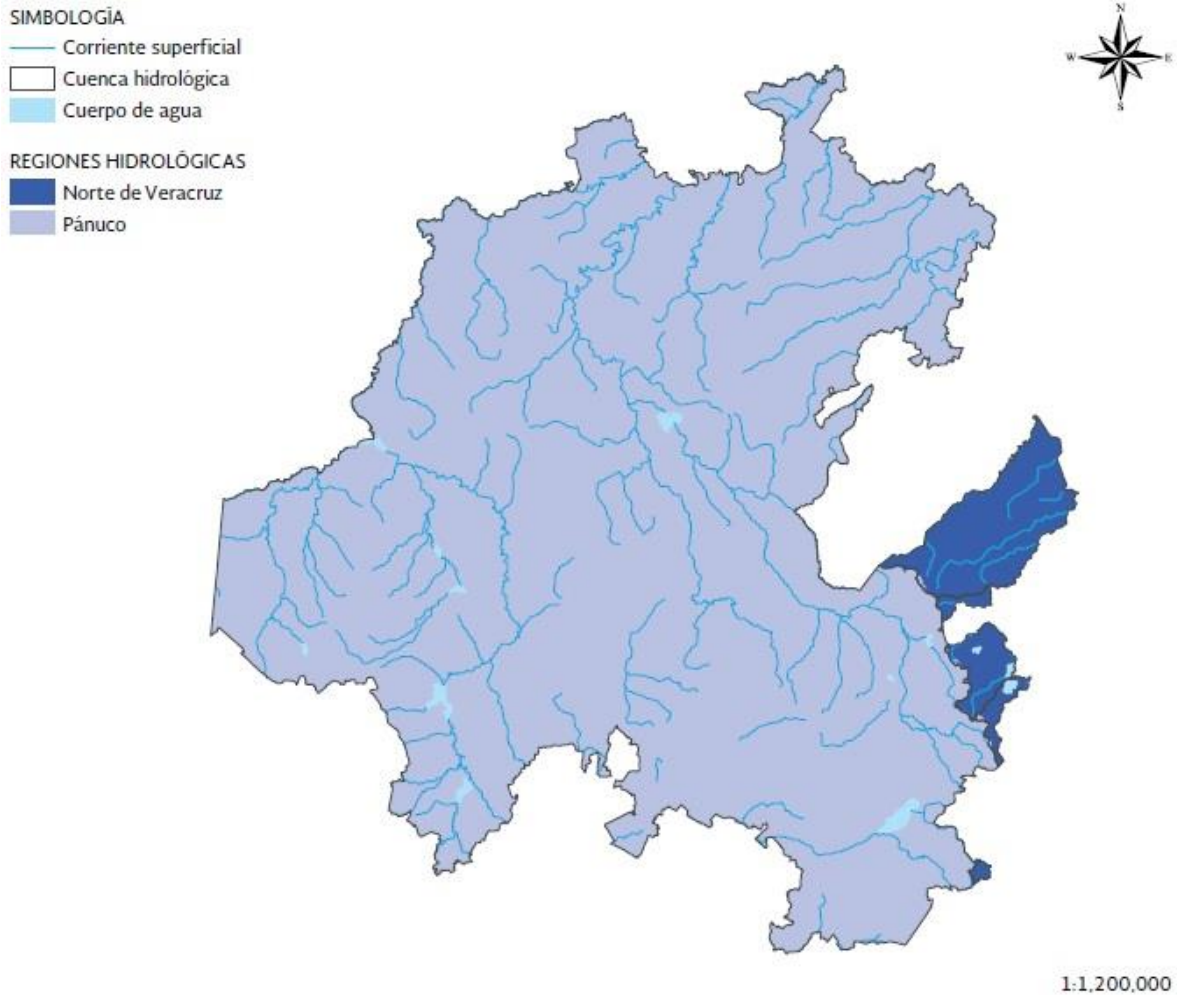 SIMBOLOGÍA
Corriente superficial
Cuenca hidrológica
Cuerpo de agua
REGIONES HIDROLÓGICAS
Norte de Veracruz
Pánuco
N
W
E
S
1:1,200,000